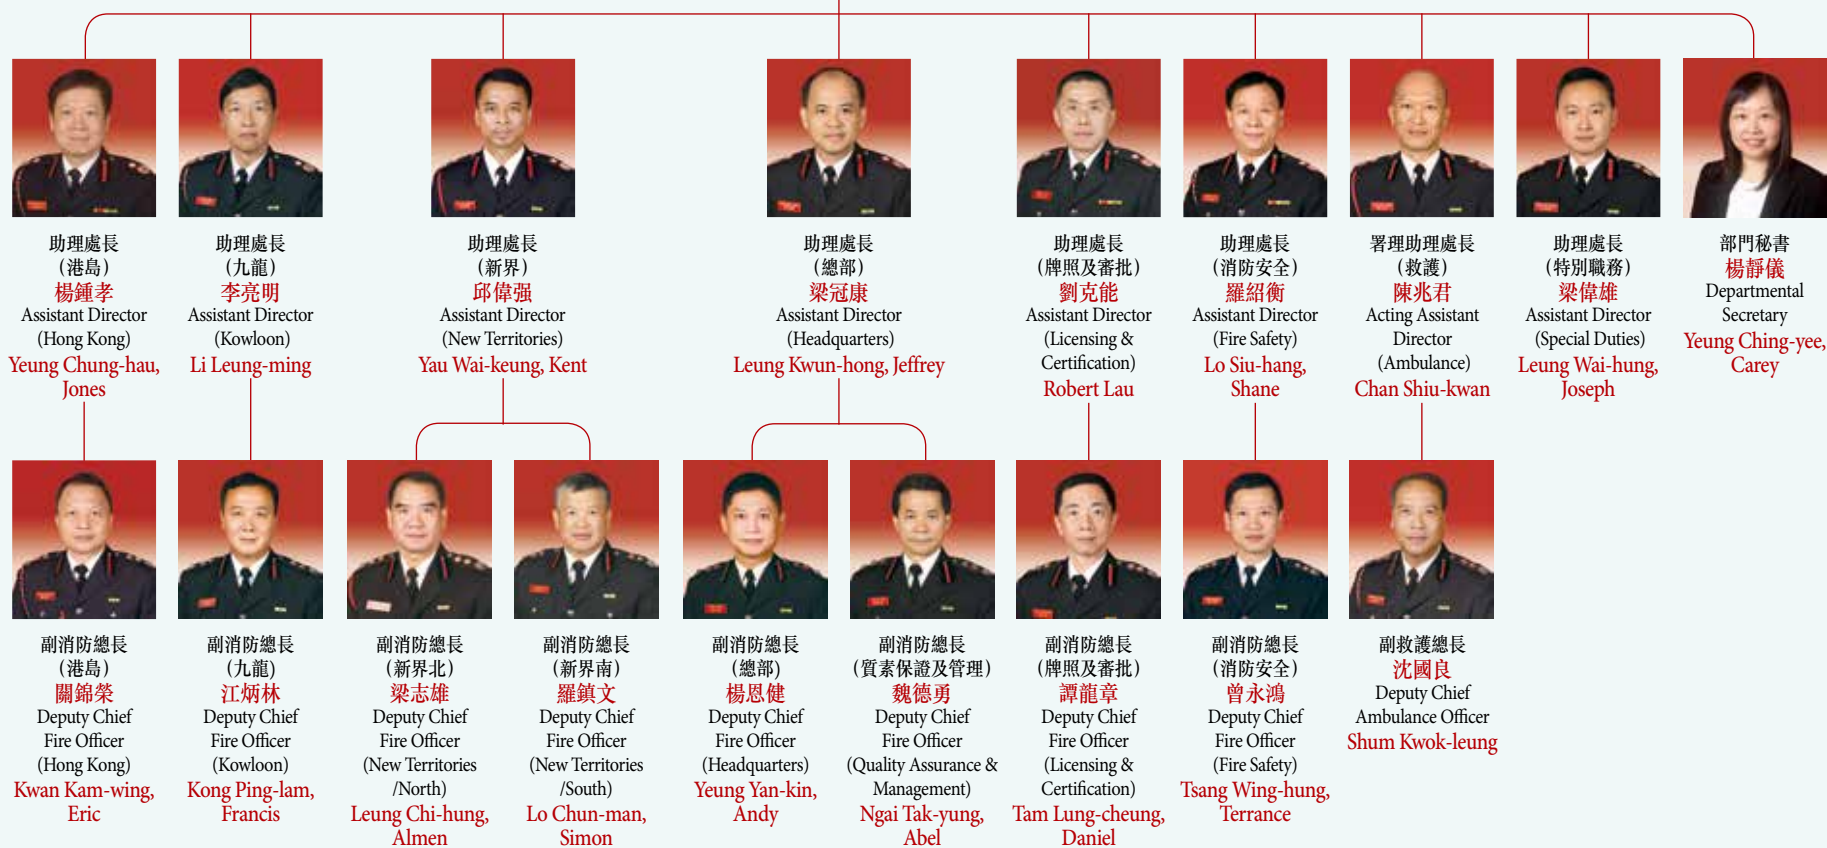 助理處長
(港島)
楊鍾孝
Assistant Director
(Hong Kong)
Yeung Chung-hau,
Jones
助理處長
(九龍)
李亮明
Assistant Director
(Kowloon)
Li Leung-ming
助理處長
(新界)
邱偉强
Assistant Director
(New Territories)
Yau Wai-keung, Kent
助理處長
(總部)
梁冠康
Assistant Director
(Headquarters)
Leung Kwun-hong, Jeffrey
助理處長
(牌照及審批)
劉克能
Assistant Director
(Licensing &
Certification)
Robert Lau
助理處長
(消防安全)
羅紹衡
Assistant Director
(Fire Safety)
Lo Siu-hang,
Shane
署理助理處長
(救護)
陳兆君
Acting Assistant
Director
(Ambulance)
Chan Shiu-kwan
助理處長
(特別職務)
梁偉雄
Assistant Director
(Special Duties)
Leung Wai-hung,
Joseph
部門秘書
楊靜儀
Departmental
Secretary
Yeung Ching-yee,
Carey
副消防總長
(港島)
關錦榮
Deputy Chief
Fire Officer
(Hong Kong)
Kwan Kam-wing,
Eric
副消防總長
(九龍)
江炳林
Deputy Chief
Fire Officer
(Kowloon)
Kong Ping-lam,
Francis
副消防總長
(新界北)
梁志雄
Deputy Chief
Fire Officer
(New Territories
/North)
Leung Chi-hung,
Almen
副消防總長
(新界南)
羅鎮文
Deputy Chief
Fire Officer
(New Territories
/South)
Lo Chun-man,
Simon
副消防總長
(總部)
楊恩健
Deputy Chief
Fire Officer
(Headquarters)
Yeung Yan-kin,
Andy
副消防總長
(質素保證及管理)
魏德勇
Deputy Chief
Fire Officer
(Quality Assurance &
Management)
Ngai Tak-yung,
Abel
副消防總長
(牌照及審批)
譚龍章
Deputy Chief
Fire Officer
(Licensing &
Certification)
Tam Lung-cheung,
Daniel
副消防總長
(消防安全)
曾永鴻
Deputy Chief
Fire Officer
(Fire Safety)
Tsang Wing-hung,
Terrance
副救護總長
沈國良
Deputy Chief
Ambulance Officer
Shum Kwok-leung